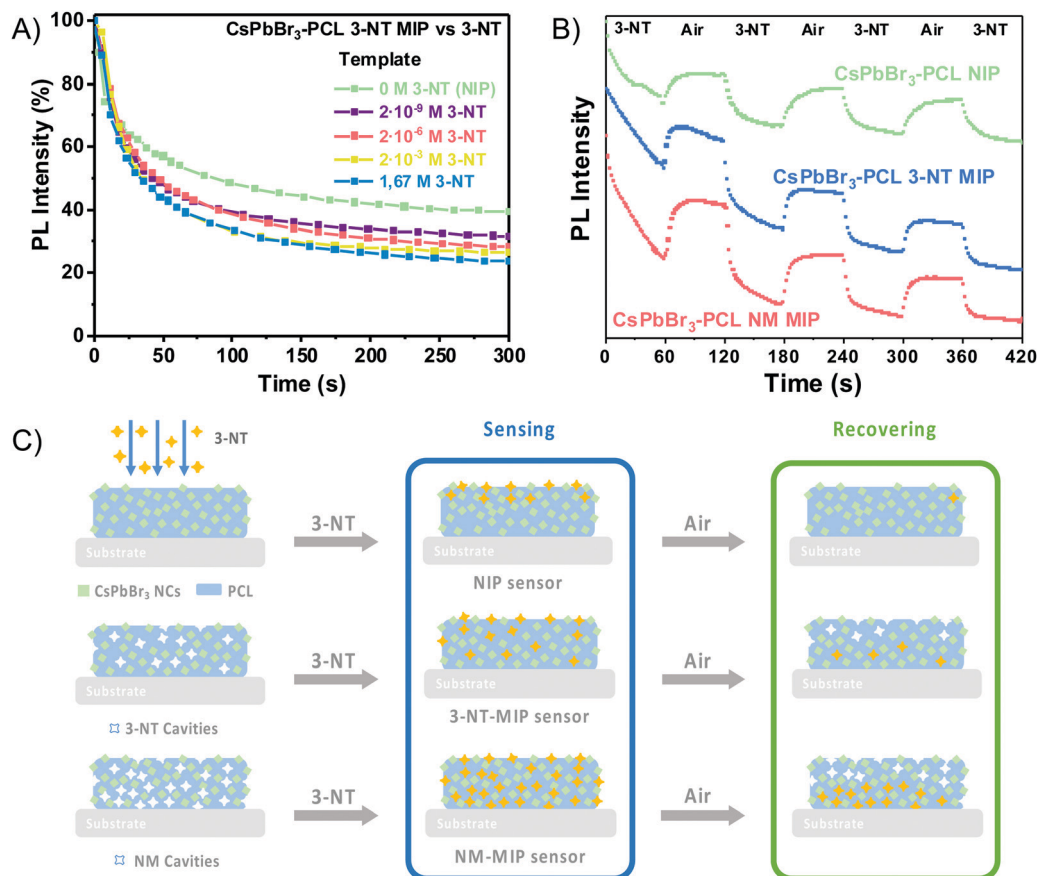 A)
CsPbBr₃-PCL 3-NT MIP vs 3-NT
Template
0 M 3-NT (NIP)
2·10⁻⁹ M 3-NT
2·10⁻⁶ M 3-NT
2·10⁻³ M 3-NT
1,67 M 3-NT
PL Intensity (%)
100
80
60
40
20
0
0 50 100 150 200 250 300
Time (s)
B)
3-NT Air 3-NT Air 3-NT Air 3-NT
CsPbBr₃-PCL NIP
CsPbBr₃-PCL 3-NT MIP
CsPbBr₃-PCL NM MIP
PL Intensity
0 60 120 180 240 300 360 420
Time (s)
C)
3-NT
Sensing
Recovering
3-NT
Air
Substrate
Substrate
Substrate
NIP sensor
CsPbBr₃ NCs
PCL
3-NT
Air
Substrate
Substrate
Substrate
3-NT Cavities
3-NT-MIP sensor
3-NT
Air
Substrate
Substrate
Substrate
NM Cavities
NM-MIP sensor